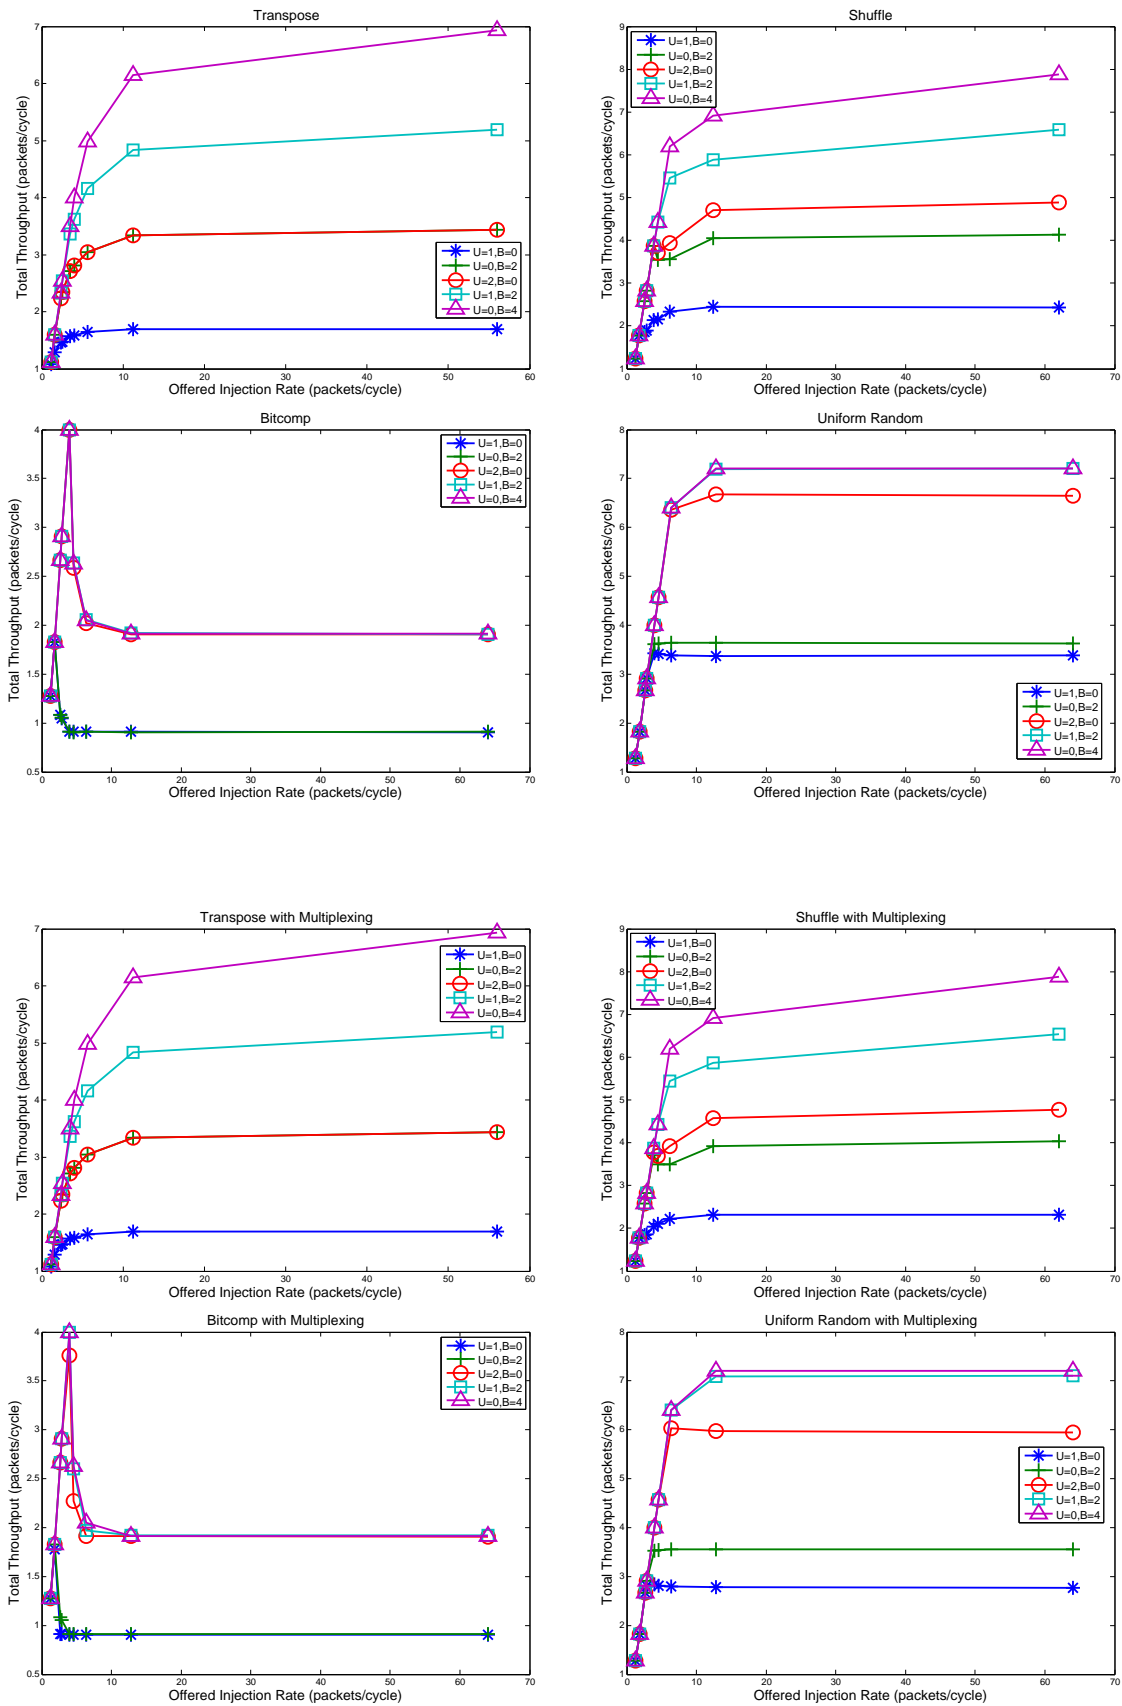 Transpose
7
6
5
4
3
2
1
Total Throughput (packets/cycle)
U=1,B=0
U=0,B=2
U=2,B=0
U=1,B=2
U=0,B=4
0 10 20 30 40 50 60
Offered Injection Rate (packets/cycle)
Shuffle
9
8
7
6
5
4
3
2
1
Total Throughput (packets/cycle)
U=1,B=0
U=0,B=2
U=2,B=0
U=1,B=2
U=0,B=4
0 10 20 30 40 50 60 70
Offered Injection Rate (packets/cycle)
Bitcomp
4
3.5
3
2.5
2
1.5
1
0.5
Total Throughput (packets/cycle)
U=1,B=0
U=0,B=2
U=2,B=0
U=1,B=2
U=0,B=4
0 10 20 30 40 50 60 70
Offered Injection Rate (packets/cycle)
Uniform Random
8
7
6
5
4
3
2
1
Total Throughput (packets/cycle)
U=1,B=0
U=0,B=2
U=2,B=0
U=1,B=2
U=0,B=4
0 10 20 30 40 50 60 70
Offered Injection Rate (packets/cycle)
Transpose with Multiplexing
7
6
5
4
3
2
1
Total Throughput (packets/cycle)
U=1,B=0
U=0,B=2
U=2,B=0
U=1,B=2
U=0,B=4
0 10 20 30 40 50 60
Offered Injection Rate (packets/cycle)
Shuffle with Multiplexing
9
8
7
6
5
4
3
2
1
Total Throughput (packets/cycle)
U=1,B=0
U=0,B=2
U=2,B=0
U=1,B=2
U=0,B=4
0 10 20 30 40 50 60 70
Offered Injection Rate (packets/cycle)
Bitcomp with Multiplexing
4
3.5
3
2.5
2
1.5
1
0.5
Total Throughput (packets/cycle)
U=1,B=0
U=0,B=2
U=2,B=0
U=1,B=2
U=0,B=4
0 10 20 30 40 50 60 70
Offered Injection Rate (packets/cycle)
Uniform Random with Multiplexing
8
7
6
5
4
3
2
1
Total Throughput (packets/cycle)
U=1,B=0
U=0,B=2
U=2,B=0
U=1,B=2
U=0,B=4
0 10 20 30 40 50 60 70
Offered Injection Rate (packets/cycle)